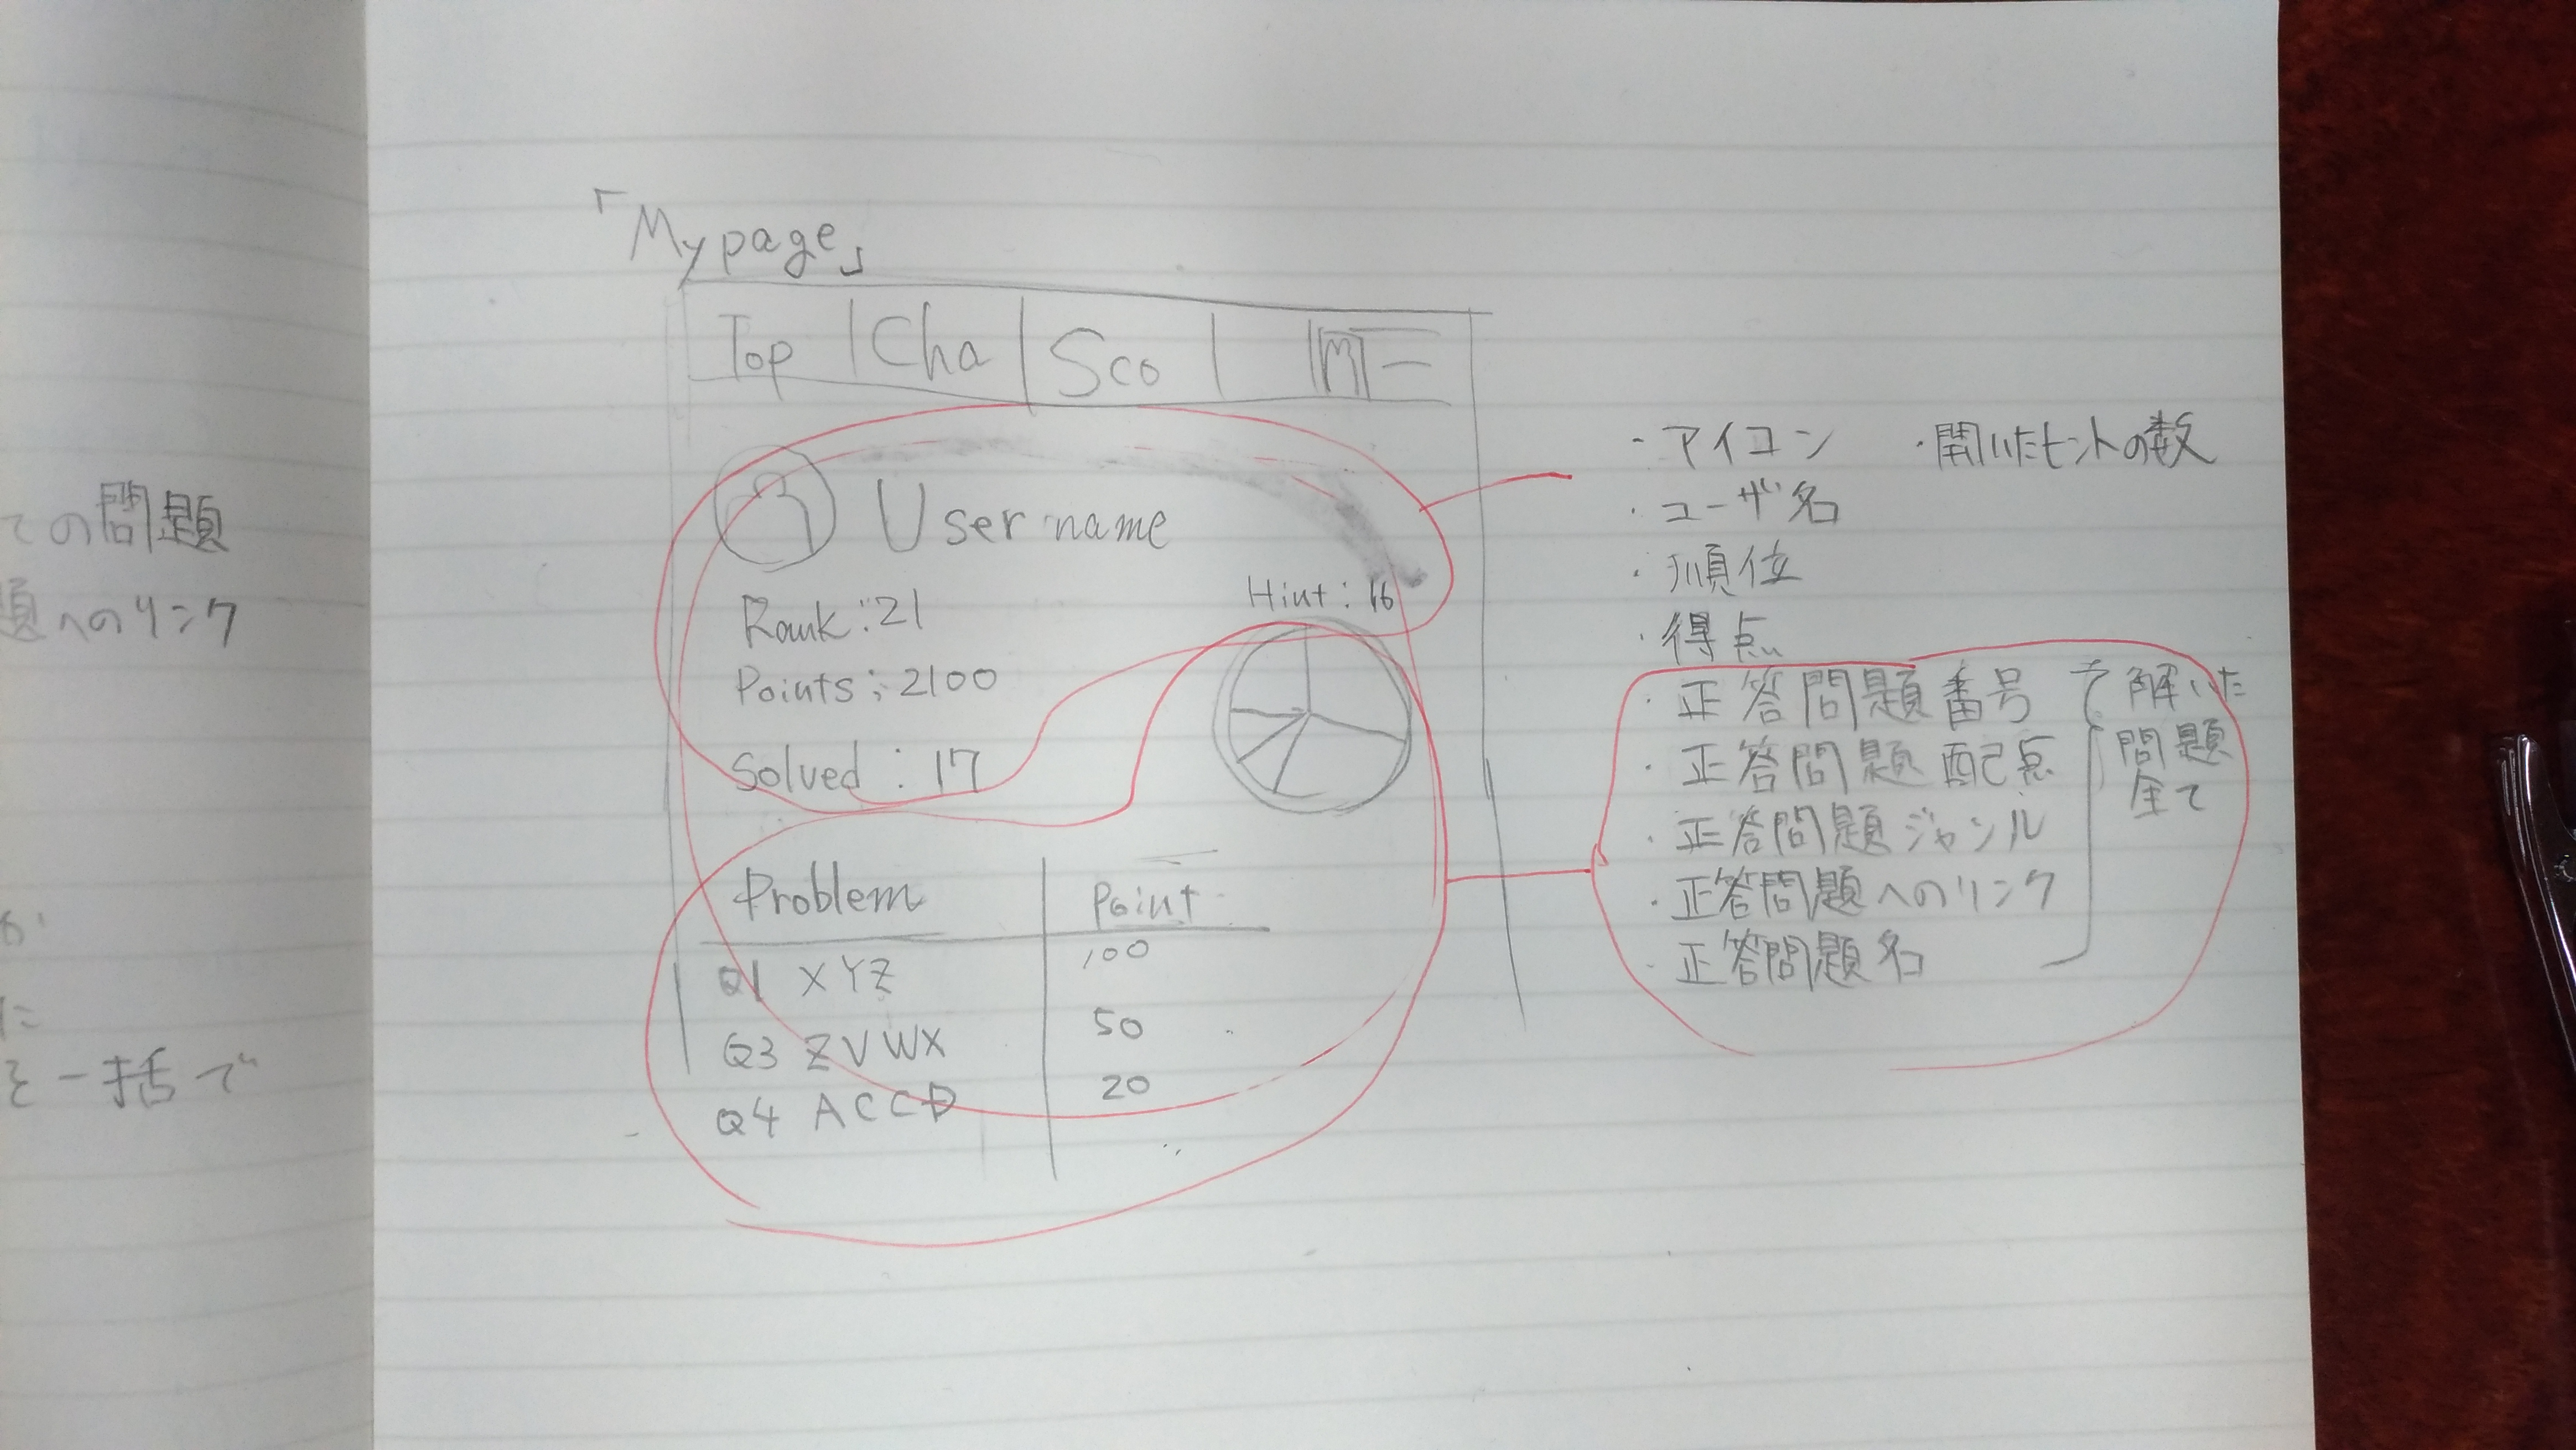 「Mypage」
Top Cha Sco M
User name
Rank:21
Hint:16
Points:2100
Solved:17
Problem Point
Q1 XYZ 100
Q3 ZVWX 50
Q4 ACCD 20
・アイコン ・開いたヒントの数
・ユーザ名
・順位
・得点
・正答問題番号
・正答問題配点
・正答問題ジャンル
・正答問題へのリンク
・正答問題名
を解いた
問題
全て
ての問題
題へのリンク
が
に
を一括で